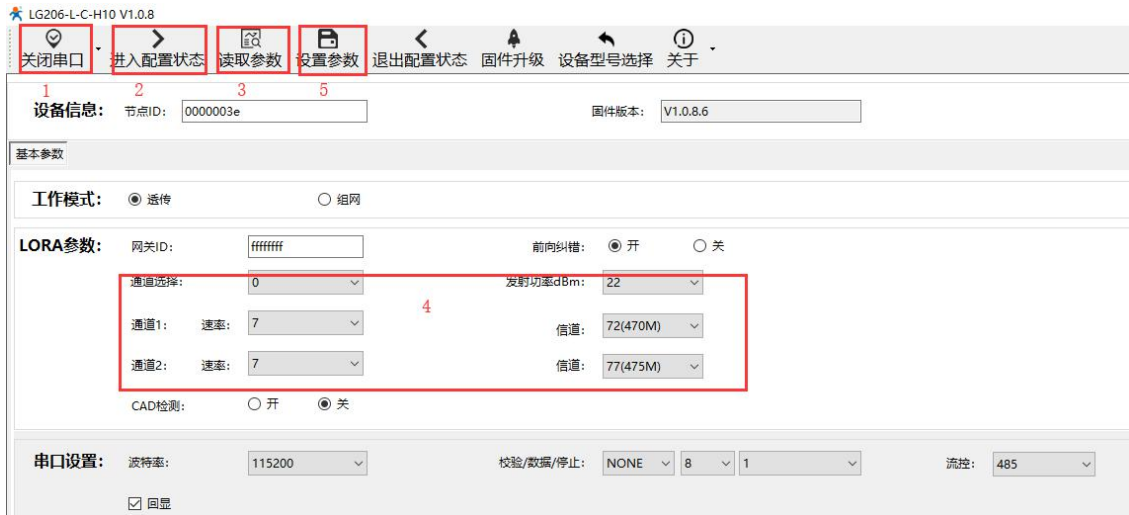 LG206-L-C-H10 V1.0.8
关闭串口 进入配置状态 读取参数 设置参数 退出配置状态 固件升级 设备型号选择 关于
1 2 3 5
设备信息: 节点ID: 0000003e 固件版本: V1.0.8.6
基本参数
工作模式: 透传 组网
LORA参数: 网关ID: ffffffff 前向纠错: 开 关
通道选择: 0 发射功率dBm: 22
4
通道1: 速率: 7 信道: 72(470M)
通道2: 速率: 7 信道: 77(475M)
CAD检测: 开 关
串口设置: 波特率: 115200 校验/数据/停止: NONE 8 1 流控: 485
回显